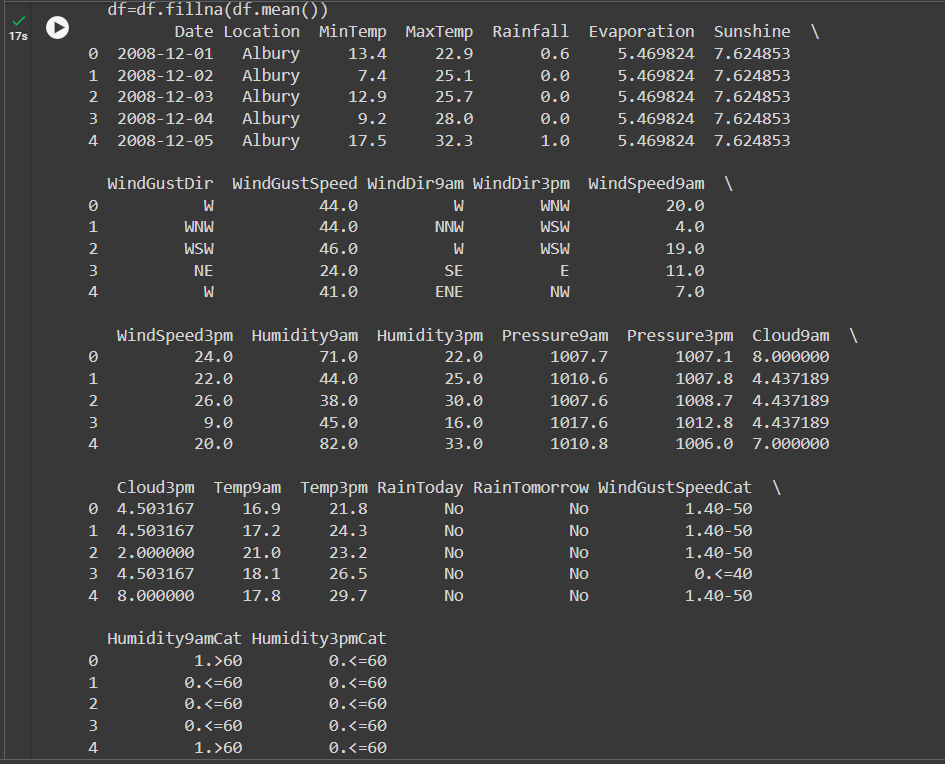 df=df.fillna(df.mean())
17s
Date Location MinTemp MaxTemp Rainfall Evaporation Sunshine \
0 2008-12-01 Albury 13.4 22.9 0.6 5.469824 7.624853
1 2008-12-02 Albury 7.4 25.1 0.0 5.469824 7.624853
2 2008-12-03 Albury 12.9 25.7 0.0 5.469824 7.624853
3 2008-12-04 Albury 9.2 28.0 0.0 5.469824 7.624853
4 2008-12-05 Albury 17.5 32.3 1.0 5.469824 7.624853
WindGustDir WindGustSpeed WindDir9am WindDir3pm WindSpeed9am \
0 W 44.0 W WNW 20.0
1 WNW 44.0 NNW WSW 4.0
2 WSW 46.0 W WSW 19.0
3 NE 24.0 SE E 11.0
4 W 41.0 ENE NW 7.0
WindSpeed3pm Humidity9am Humidity3pm Pressure9am Pressure3pm Cloud9am \
0 24.0 71.0 22.0 1007.7 1007.1 8.000000
1 22.0 44.0 25.0 1010.6 1007.8 4.437189
2 26.0 38.0 30.0 1007.6 1008.7 4.437189
3 9.0 45.0 16.0 1017.6 1012.8 4.437189
4 20.0 82.0 33.0 1010.8 1006.0 7.000000
Cloud3pm Temp9am Temp3pm RainToday RainTomorrow WindGustSpeedCat \
0 4.503167 16.9 21.8 No No 1.40-50
1 4.503167 17.2 24.3 No No 1.40-50
2 2.000000 21.0 23.2 No No 1.40-50
3 4.503167 18.1 26.5 No No 0.<=40
4 8.000000 17.8 29.7 No No 1.40-50
Humidity9amCat Humidity3pmCat
0 1.>60 0.<=60
1 0.<=60 0.<=60
2 0.<=60 0.<=60
3 0.<=60 0.<=60
4 1.>60 0.<=60